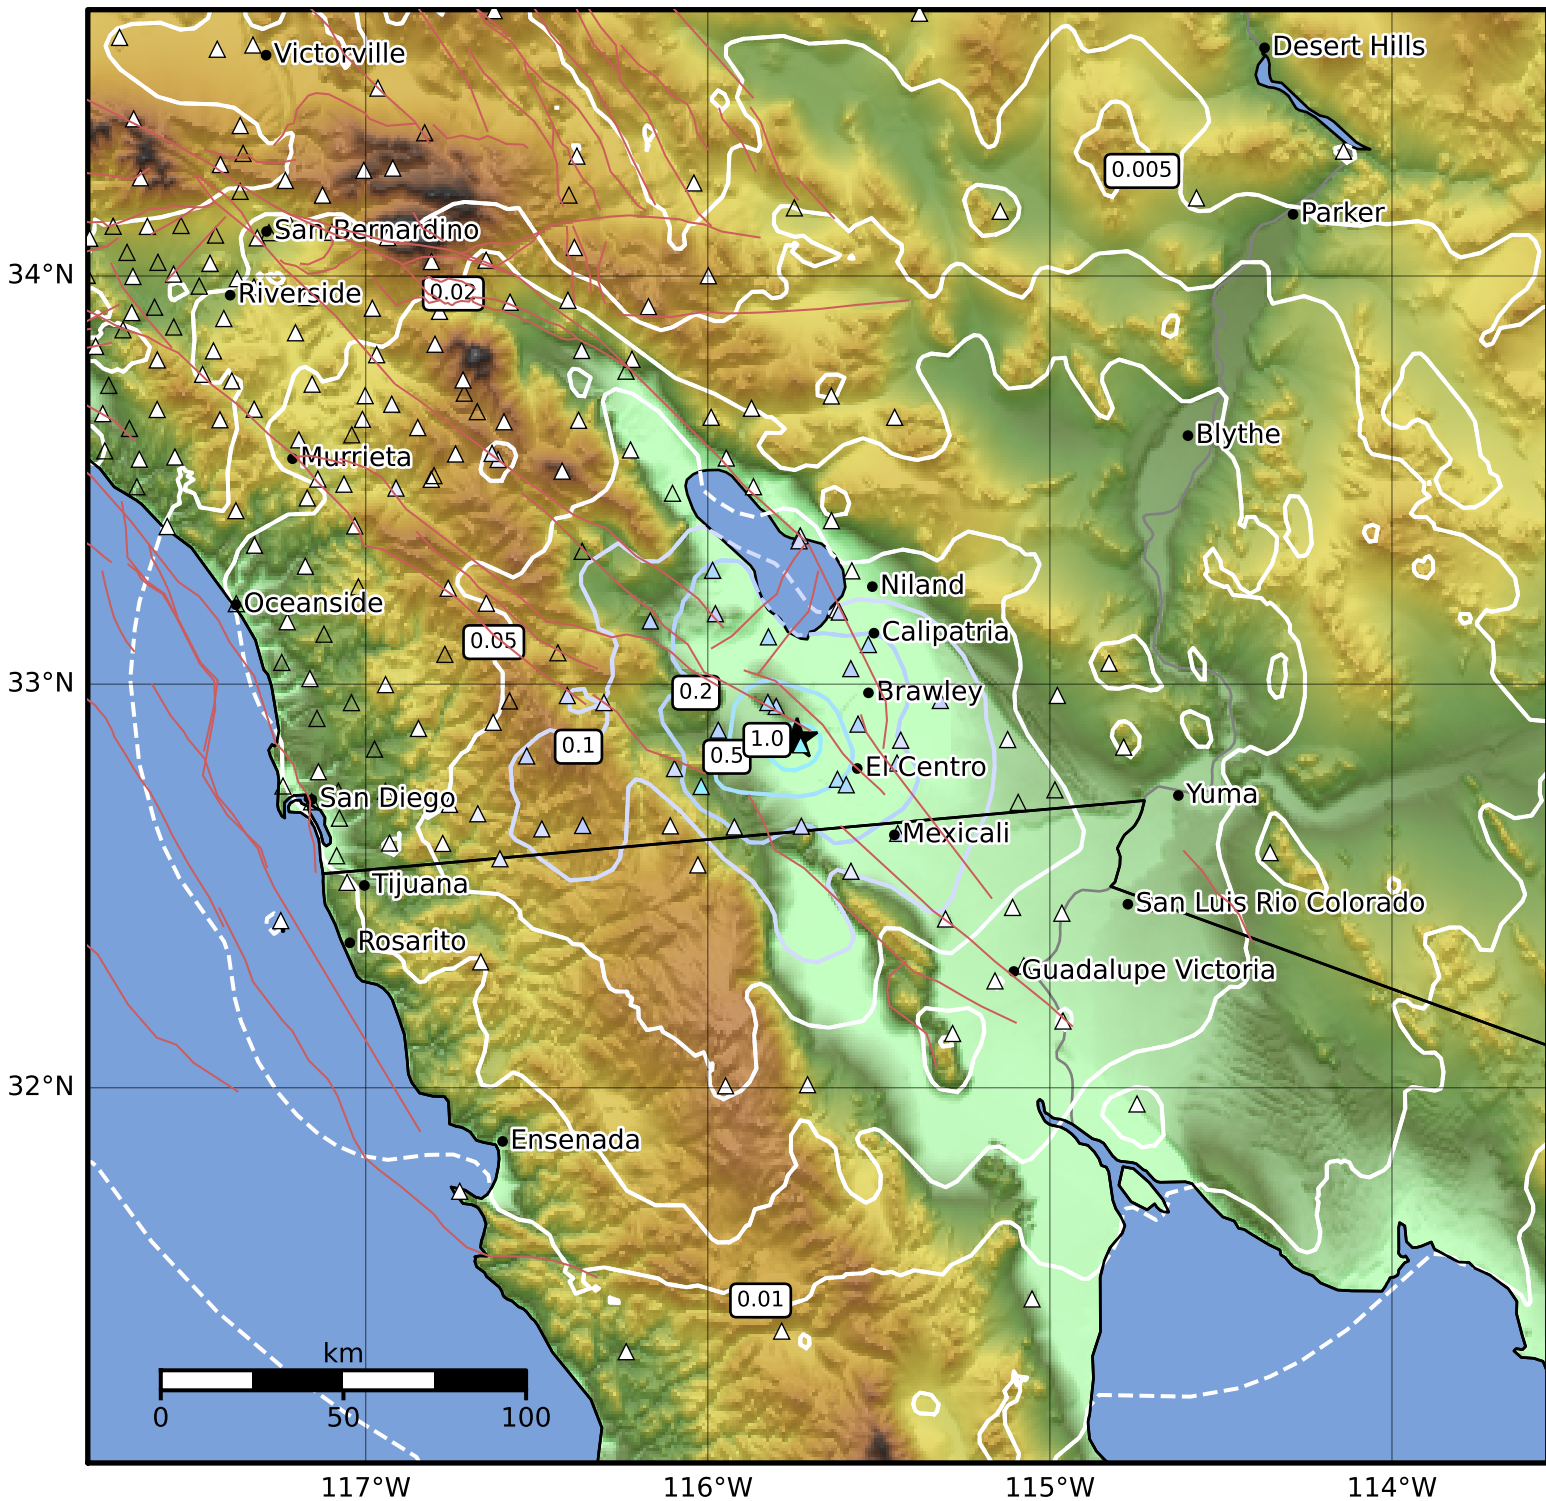 Desert Hills
Victorville
0.005
Parker
San Bernardino
34°N
0.02
Riverside
Blythe
Murrieta
Niland
Oceanside
Calipatria
0.05
33°N
0.2
Brawley
0.1
1.0
0.5
El Centro
San Diego
Yuma
Mexicali
Tijuana
San Luis Rio Colorado
Rosarito
Guadalupe Victoria
32°N
Ensenada
0.01
km
0 50 100
117°W 116°W 115°W 114°W